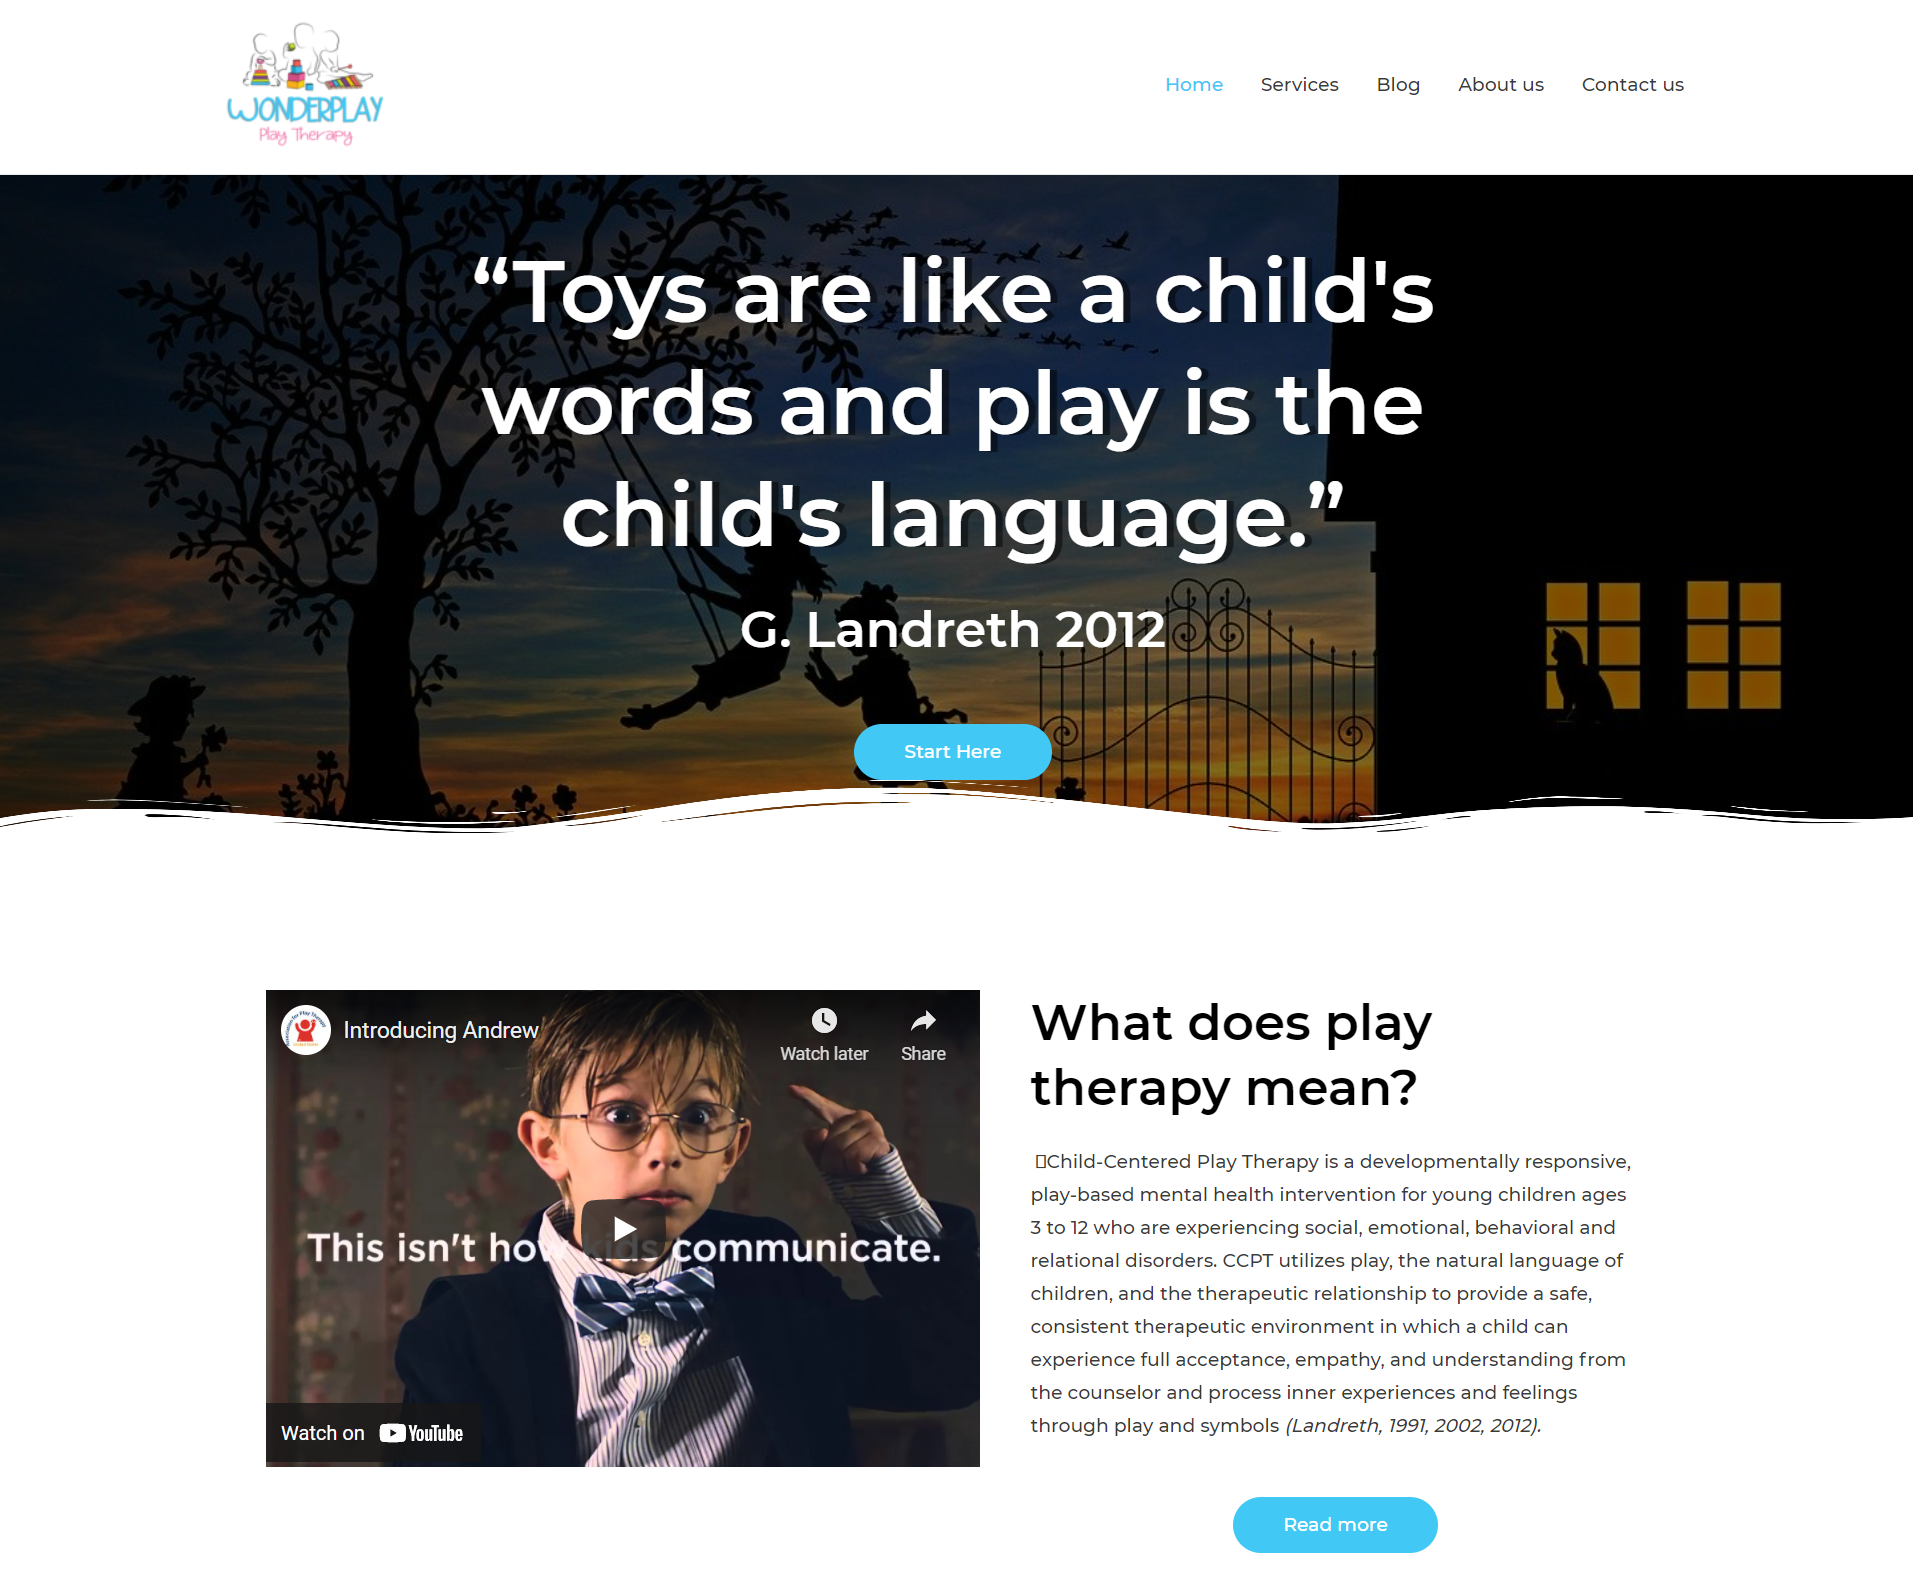 WONDERPLAY
Play Therapy
Home Services Blog About us Contact us
“Toys are like a child's
words and play is the
child's language.”
G. Landreth 2012
Start Here
Introducing Andrew
Watch later Share
This isn't how kids communicate.
Watch on YouTube
What does play
therapy mean?
Child-Centered Play Therapy is a developmentally responsive,
play-based mental health intervention for young children ages
3 to 12 who are experiencing social, emotional, behavioral and
relational disorders. CCPT utilizes play, the natural language of
children, and the therapeutic relationship to provide a safe,
consistent therapeutic environment in which a child can
experience full acceptance, empathy, and understanding from
the counselor and process inner experiences and feelings
through play and symbols (Landreth, 1991, 2002, 2012).
Read more